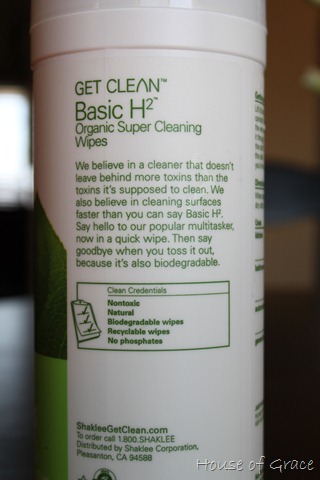 GET CLEAN™
Basic H²™
Organic Super Cleaning
Wipes
We believe in a cleaner that doesn't
leave behind more toxins than the
toxins it's supposed to clean. We
also believe in cleaning surfaces
faster than you can say Basic H².
Say hello to our popular multitasker,
now in a quick wipe. Then say
goodbye when you toss it out,
because it's also biodegradable.
Clean Credentials
Nontoxic
Natural
Biodegradable wipes
Recyclable wipes
No phosphates
ShakleeGetClean.com
To order call 1.800.SHAKLEE
Distributed by Shaklee Corporation,
Pleasanton, CA 94588
House of Grace